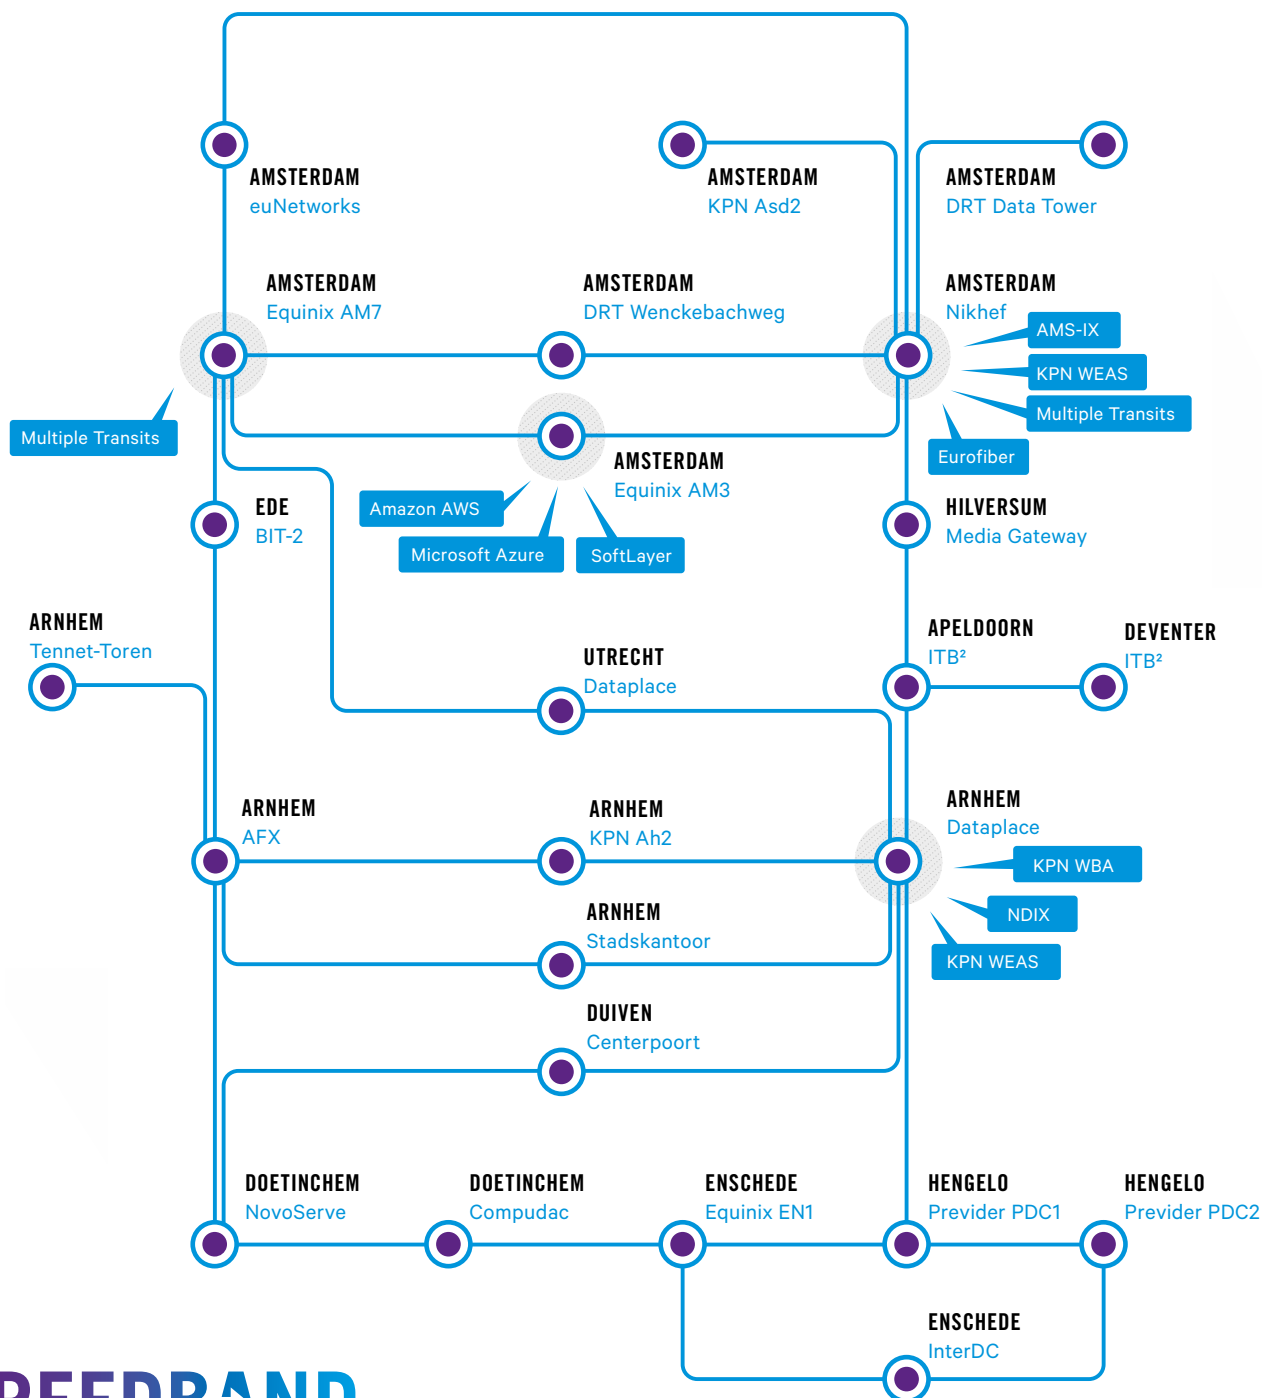 AMSTERDAM
euNetworks
AMSTERDAM
KPN Asd2
AMSTERDAM
DRT Data Tower
AMSTERDAM
Equinix AM7
AMSTERDAM
DRT Wenckebachweg
AMSTERDAM
Nikhef
AMS-IX
KPN WEAS
Multiple Transits
Eurofiber
Multiple Transits
AMSTERDAM
Equinix AM3
Amazon AWS
Microsoft Azure
SoftLayer
EDE
BIT-2
HILVERSUM
Media Gateway
ARNHEM
Tennet-Toren
UTRECHT
Dataplace
APELDOORN
ITB²
DEVENTER
ITB²
ARNHEM
AFX
ARNHEM
KPN Ah2
ARNHEM
Dataplace
KPN WBA
NDIX
KPN WEAS
ARNHEM
Stadskantoor
DUIVEN
Centerpoort
DOETINCHEM
NovoServe
DOETINCHEM
Compudac
ENSCHEDE
Equinix EN1
HENGELO
Previder PDC1
HENGELO
Previder PDC2
ENSCHEDE
InterDC